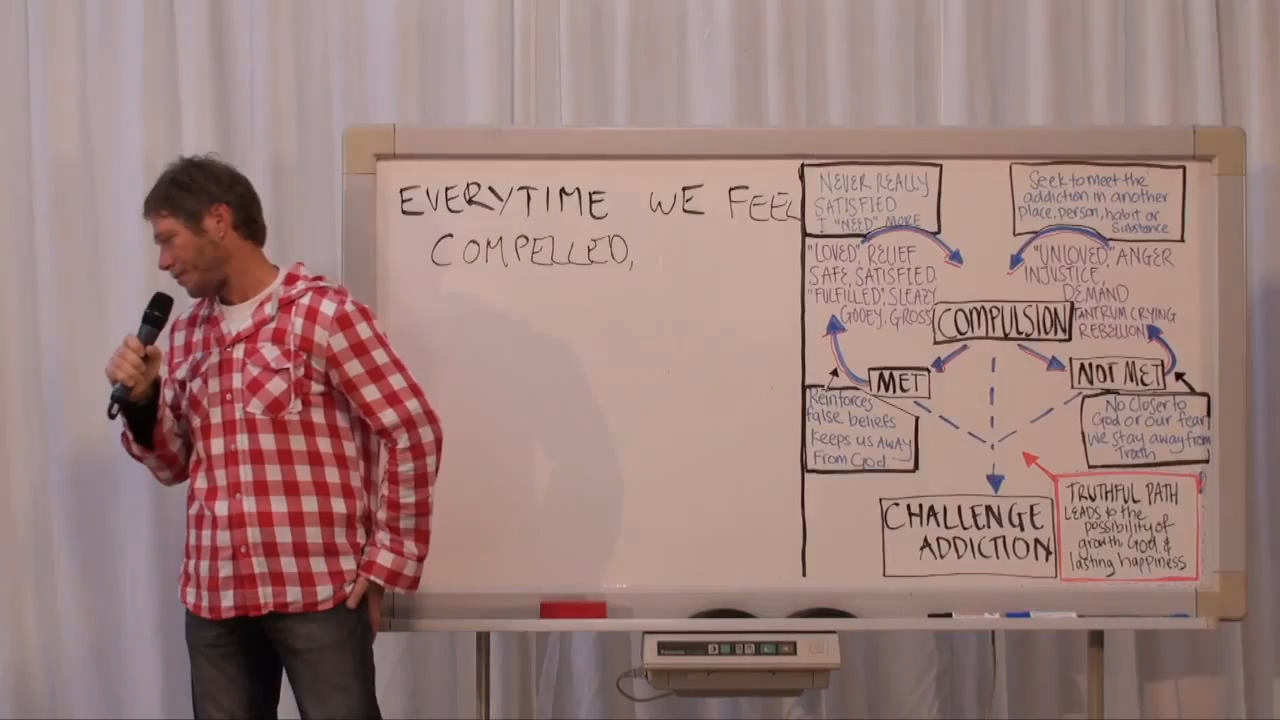 EVERYTIME WE FEEL
COMPELLED,
NEVER REALLY
SATISFIED
I "NEED" MORE
Seek to meet the
addiction in another
place, person, habit or
Substance
"LOVED", RELIEF
SAFE, SATISFIED
"FULFILLED", SLEAZY
GOOEY, GROSS
"UNLOVED", ANGER
INJUSTICE,
DEMAND
TANTRUM CRYING
REBELLION
COMPULSION
MET
NOT MET
Reinforces
false beliefs
Keeps us AWAY
From God.
No Closer to
God or our fear
we stay away from
Truth
CHALLENGE
ADDICTION
TRUTHFUL PATH
LEADS to the
possibility of
growth God &
lasting happiness
Panasonic